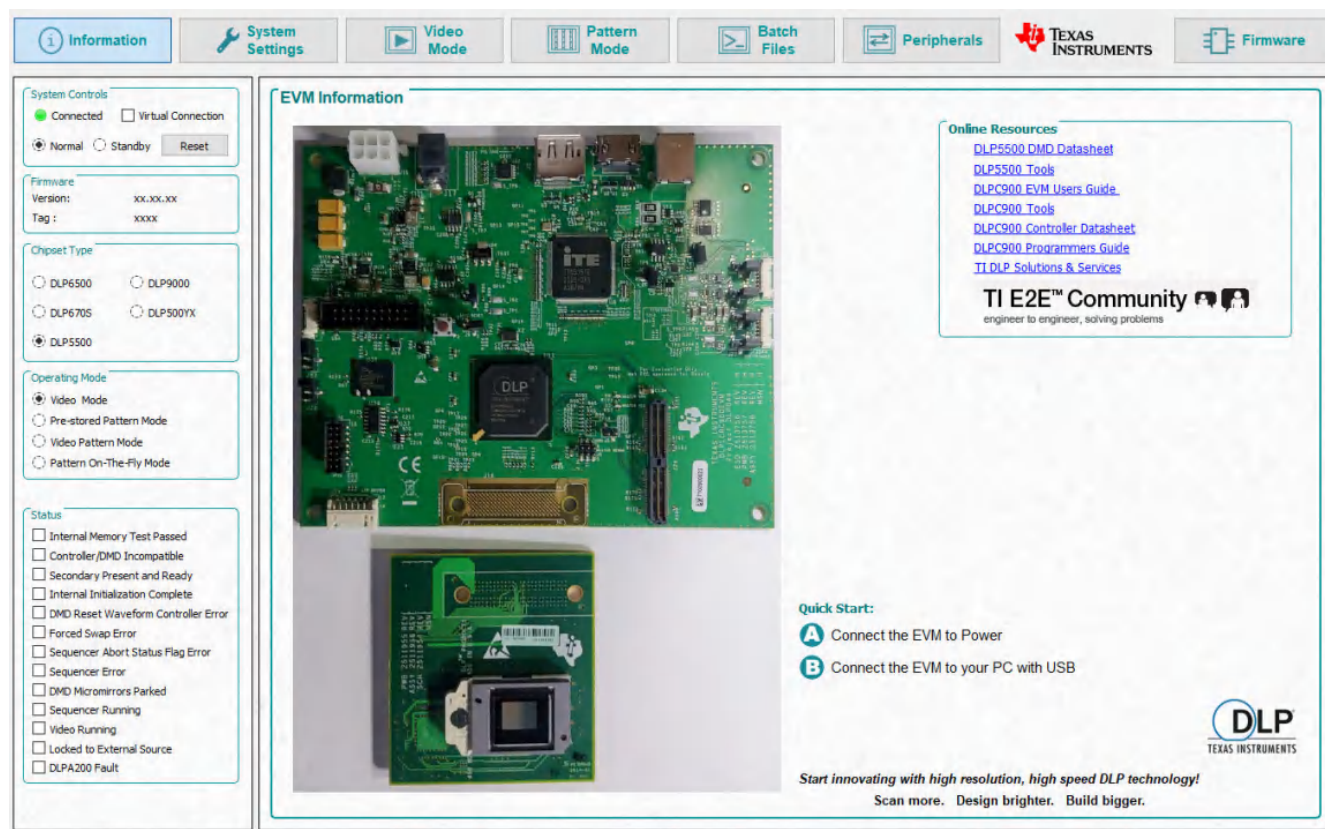 Information
System
Settings
Video
Mode
Pattern
Mode
Batch
Files
Peripherals
TEXAS
INSTRUMENTS
Firmware
System Controls
Connected Virtual Connection
Normal Standby Reset
Firmware
Version: xx.xx.xx
Tag : xxxx
Chipset Type
DLP6500 DLP9000
DLP670S DLP500YX
DLP5500
Operating Mode
Video Mode
Pre-stored Pattern Mode
Video Pattern Mode
Pattern On-The-Fly Mode
Status
Internal Memory Test Passed
Controller/DMD Incompatible
Secondary Present and Ready
Internal Initialization Complete
DMD Reset Waveform Controller Error
Forced Swap Error
Sequencer Abort Status Flag Error
Sequencer Error
DMD Micromirrors Parked
Sequencer Running
Video Running
Locked to External Source
DLPA200 Fault
EVM Information
iTE
DLP
CE
Online Resources
DLP5500 DMD Datasheet
DLP5500 Tools
DLPC900 EVM Users Guide
DLPC900 Tools
DLPC900 Controller Datasheet
DLPC900 Programmers Guide
TI DLP Solutions & Services
TI E2E™ Community
engineer to engineer, solving problems
Quick Start:
A Connect the EVM to Power
B Connect the EVM to your PC with USB
DLP
TEXAS INSTRUMENTS
Start innovating with high resolution, high speed DLP technology!
Scan more. Design brighter. Build bigger.